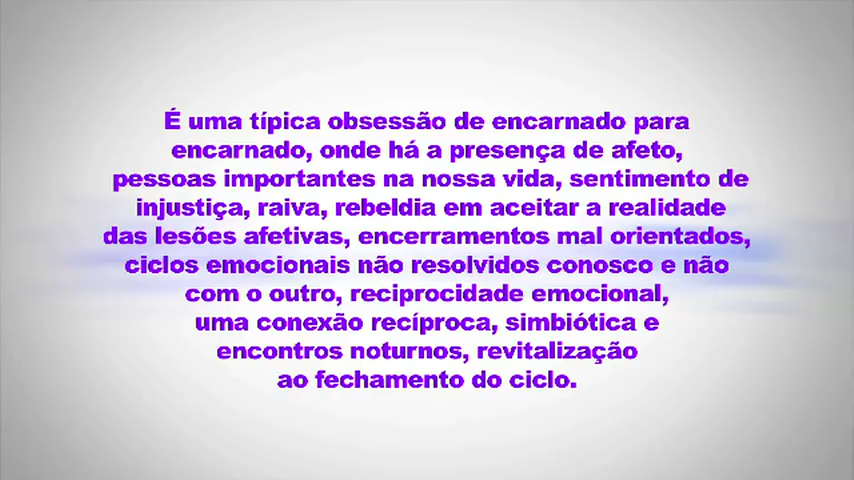 É uma típica obsessão de encarnado para
encarnado, onde há a presença de afeto,
pessoas importantes na nossa vida, sentimento de
injustiça, raiva, rebeldia em aceitar a realidade
das lesões afetivas, encerramentos mal orientados,
ciclos emocionais não resolvidos conosco e não
com o outro, reciprocidade emocional,
uma conexão recíproca, simbiótica e
encontros noturnos, revitalização
ao fechamento do ciclo.